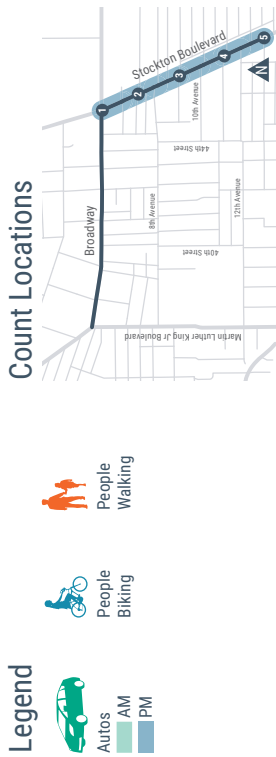 Legend
Autos
AM
PM
People
Biking
People
Walking
Count Locations
Broadway
Stockton Boulevard
1
2
3
4
5
N
8th Avenue
10th Avenue
12th Avenue
40th Street
44th Street
Martin Luther King Jr Boulevard